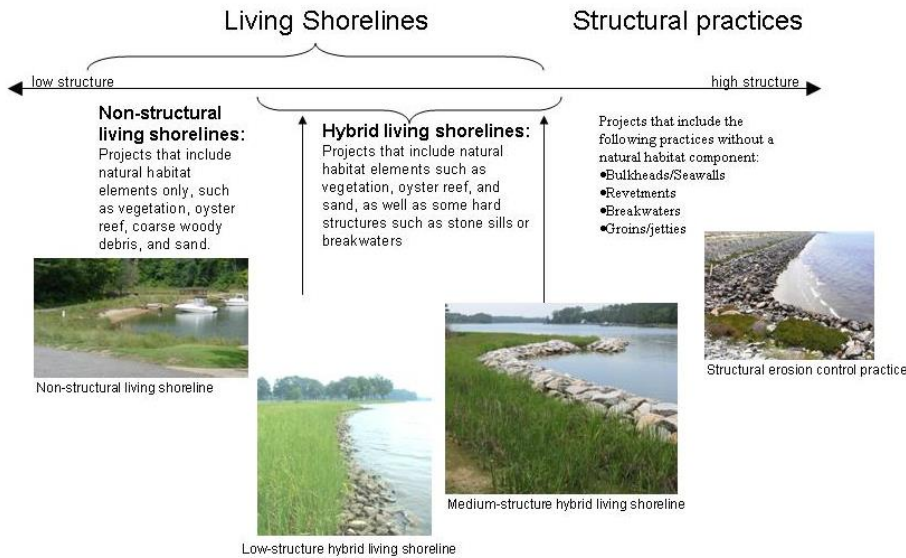 Living Shorelines
Structural practices
low structure
high structure
Non-structural
living shorelines:
Projects that include
natural habitat
elements only, such
as vegetation, oyster
reef, coarse woody
debris, and sand.
Hybrid living shorelines:
Projects that include natural
habitat elements such as
vegetation, oyster reef, and
sand, as well as some hard
structures such as stone sills or
breakwaters
Projects that include the
following practices without a
natural habitat component:
•Bulkheads/Seawalls
•Revetments
•Breakwaters
•Groins/jetties
Non-structural living shoreline
Low-structure hybrid living shoreline
Medium-structure hybrid living shoreline
Structural erosion control practice